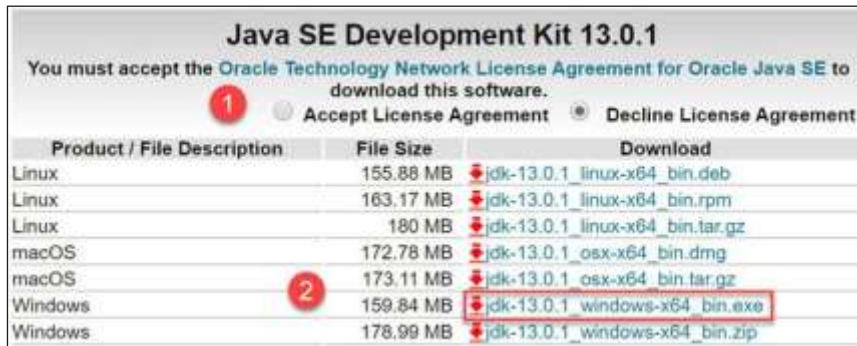 Java SE Development Kit 13.0.1
You must accept the Oracle Technology Network License Agreement for Oracle Java SE to
download this software.
1 Accept License Agreement Decline License Agreement
Product / File Description File Size Download
Linux 155.88 MB jdk-13.0.1_linux-x64_bin.deb
Linux 163.17 MB jdk-13.0.1_linux-x64_bin.rpm
Linux 180 MB jdk-13.0.1_linux-x64_bin.tar.gz
macOS 172.78 MB jdk-13.0.1_osx-x64_bin.dmg
macOS 173.11 MB jdk-13.0.1_osx-x64_bin.tar.gz
2
Windows 159.84 MB jdk-13.0.1_windows-x64_bin.exe
Windows 178.99 MB jdk-13.0.1_windows-x64_bin.zip